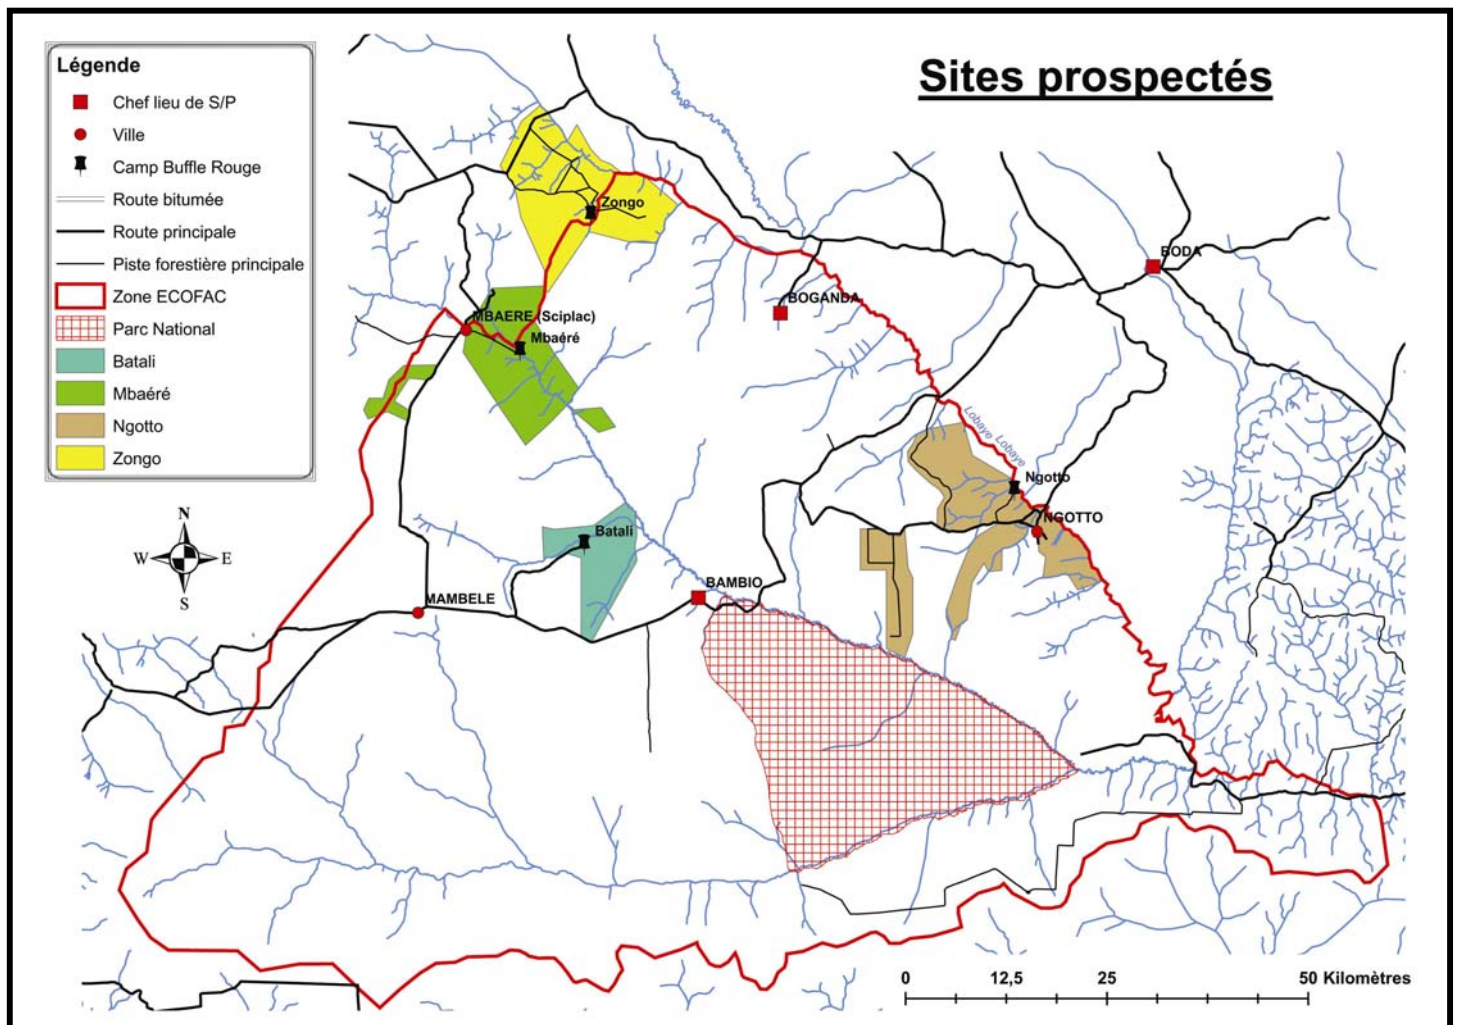 Sites prospectés
Légende
Chef lieu de S/P
Ville
Camp Buffle Rouge
Route bitumée
Route principale
Piste forestière principale
Zone ECOFAC
Parc National
Batali
Mbaéré
Ngotto
Zongo
N
W E
S
Zongo
BODA
BOGANDA
MBAERE (Sciplac)
Mbaéré
Lobaye Lobaye
Ngotto
NGOTTO
Batali
BAMBIO
MAMBELE
0 12,5 25 50 Kilomètres